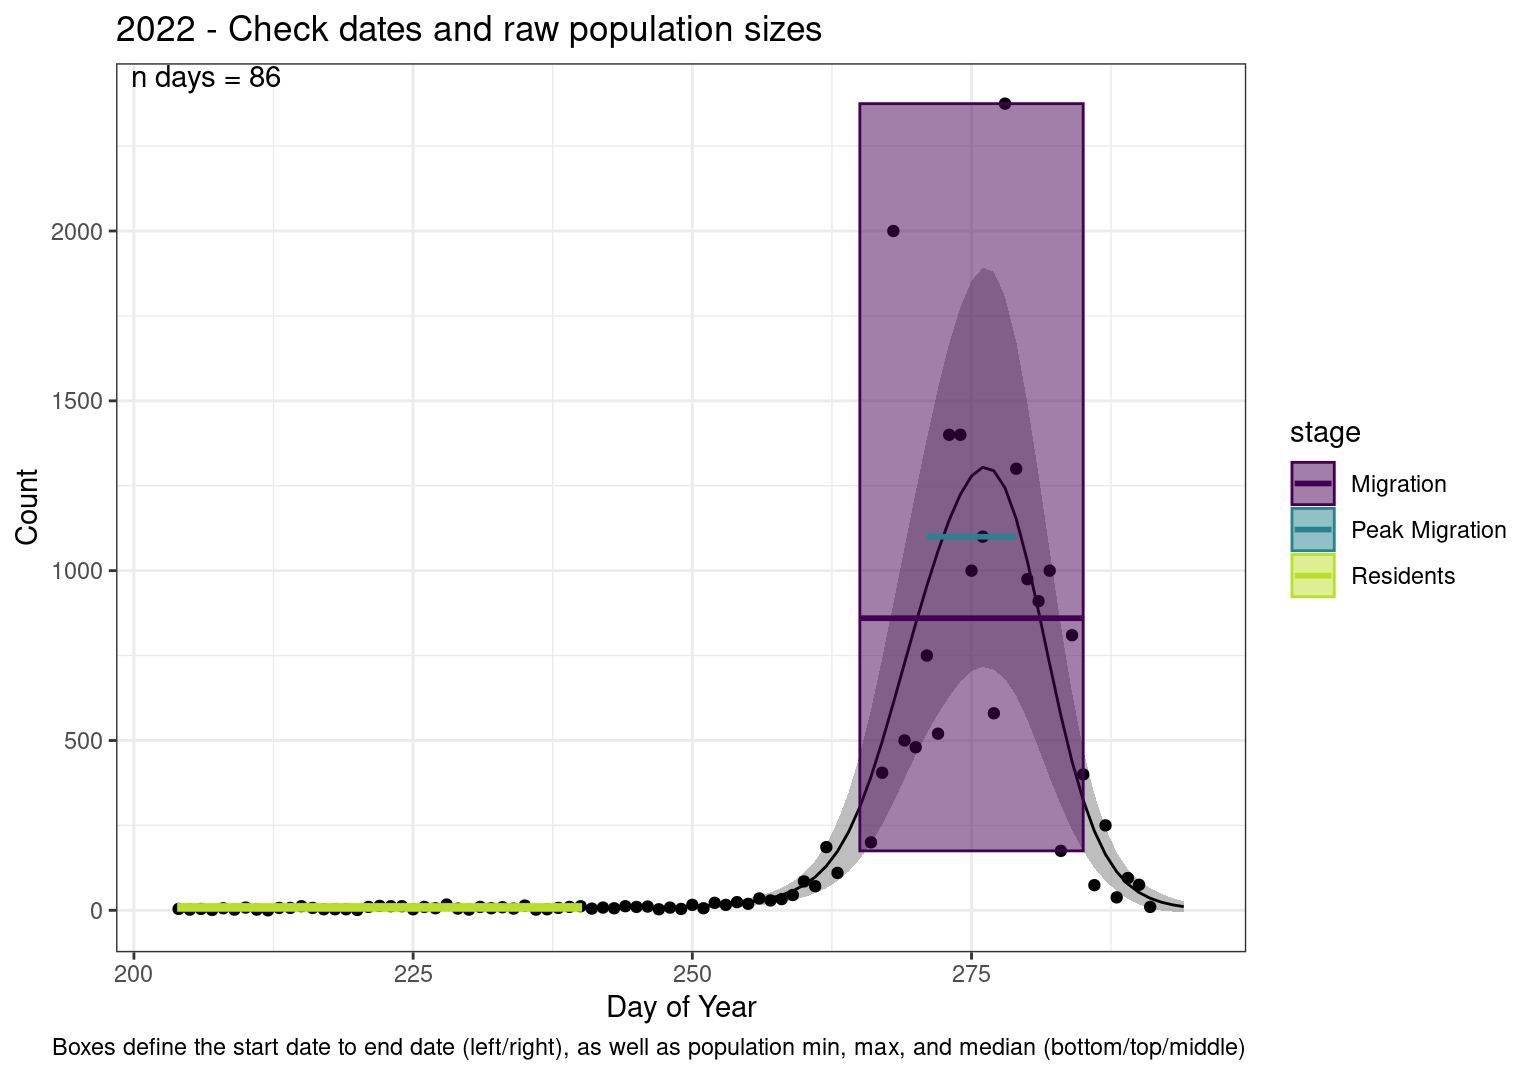 2022 - Check dates and raw population sizes
n days = 86
2000
1500
1000
500
0
Count
200
225
250
275
Day of Year
stage
Migration
Peak Migration
Residents
Boxes define the start date to end date (left/right), as well as population min, max, and median (bottom/top/middle)